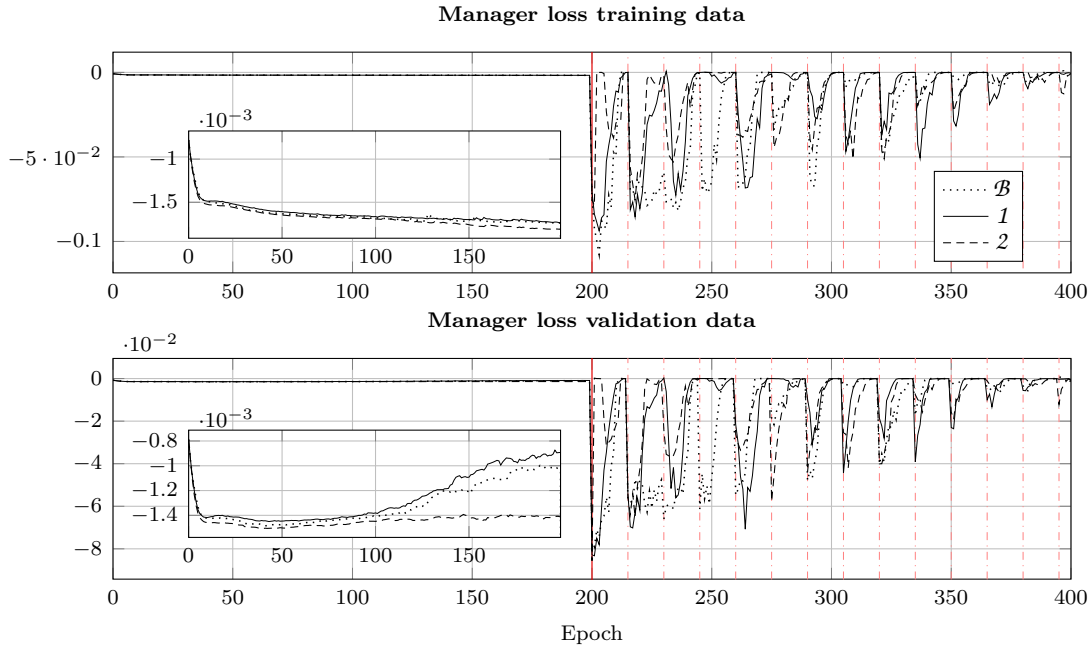 Manager loss training data
0
−5 · 10⁻²
−0.1
·10⁻³
−1
−1.5
0 50 100 150
ℬ
1
2
0 50 100 150 200 250 300 350 400
Manager loss validation data
·10⁻²
0
−2
−4
−6
−8
·10⁻³
−0.8
−1
−1.2
−1.4
0 50 100 150
0 50 100 150 200 250 300 350 400
Epoch